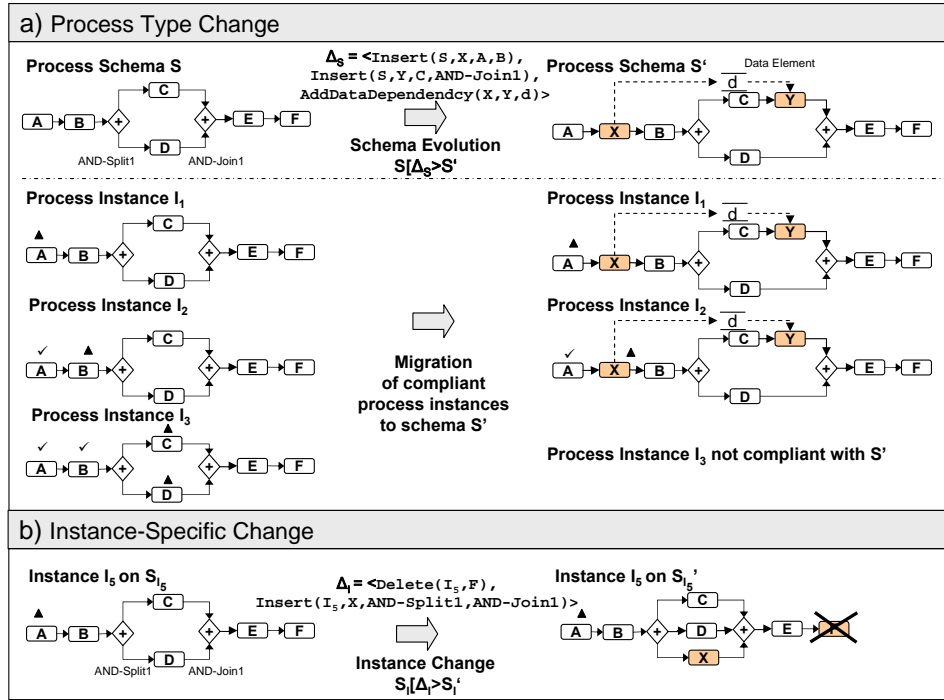 a) Process Type Change
Process Schema S
ΔS = <Insert(S,X,A,B),
Insert(S,Y,C,AND-Join1),
AddDataDependendcy(X,Y,d)>
Process Schema S‘
Data Element
d
C
A B + + E F
D
AND-Split1 AND-Join1
Schema Evolution
S[ΔS>S‘
C Y
A X B + + E F
D
Process Instance I1
C
A B + + E F
D
Process Instance I1
d
C Y
A X B + + E F
D
Process Instance I2
C
✓
A B + + E F
D
Process Instance I2
d
C Y
✓
A X B + + E F
D
Migration
of compliant
process instances
to schema S’
Process Instance I3
C
✓ ✓
A B + + E F
D
Process Instance I3 not compliant with S’
b) Instance-Specific Change
Instance I5 on SI5
ΔI = <Delete(I5,F),
Insert(I5,X,AND-Split1,AND-Join1)>
Instance I5 on SI5’
C
A B + + E F
D
AND-Split1 AND-Join1
Instance Change
SI[ΔI>SI‘
C
A B + D + E F
X